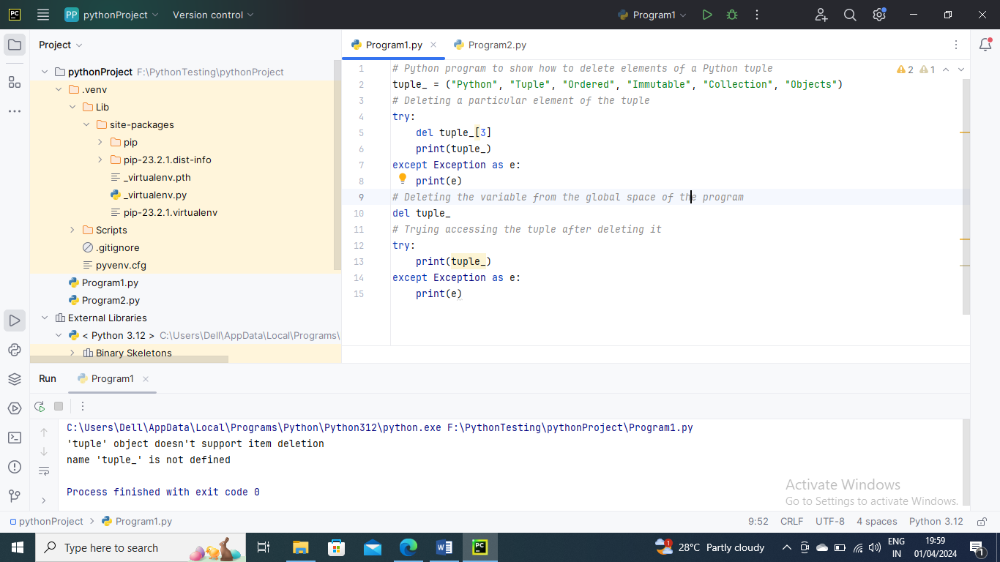 PC
PP pythonProject Version control Program1
Project
Program1.py Program2.py
pythonProject F:\PythonTesting\pythonProject
.venv
Lib
site-packages
pip
pip-23.2.1.dist-info
_virtualenv.pth
_virtualenv.py
pip-23.2.1.virtualenv
Scripts
.gitignore
pyvenv.cfg
Program1.py
Program2.py
External Libraries
< Python 3.12 > C:\Users\Dell\AppData\Local\Programs\
Binary Skeletons
2 1
1 # Python program to show how to delete elements of a Python tuple
2 tuple_ = ("Python", "Tuple", "Ordered", "Immutable", "Collection", "Objects")
3 # Deleting a particular element of the tuple
4 try:
5 del tuple_[3]
6 print(tuple_)
7 except Exception as e:
8 print(e)
9 # Deleting the variable from the global space of the program
10 del tuple_
11 # Trying accessing the tuple after deleting it
12 try:
13 print(tuple_)
14 except Exception as e:
15 print(e)
Run Program1
C:\Users\Dell\AppData\Local\Programs\Python\Python312\python.exe F:\PythonTesting\pythonProject\Program1.py
'tuple' object doesn't support item deletion
name 'tuple_' is not defined
Process finished with exit code 0
Activate Windows
Go to Settings to activate Windows.
pythonProject > Program1.py 9:52 CRLF UTF-8 4 spaces Python 3.12
Type here to search
W
PC
1
28°C Partly cloudy
ENG
IN
19:59
01/04/2024
1